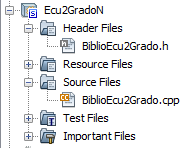 Ecu2GradoN
Header Files
BiblioEcu2Grado.h
Resource Files
Source Files
BiblioEcu2Grado.cpp
Test Files
Important Files